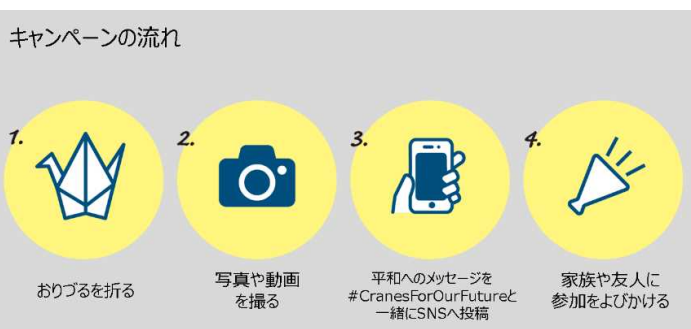 キャンペーンの流れ
1.
おりづるを折る
2.
写真や動画
を撮る
3.
平和へのメッセージを
#CranesForOurFutureと
一緒にSNSへ投稿
4.
家族や友人に
参加をよびかける